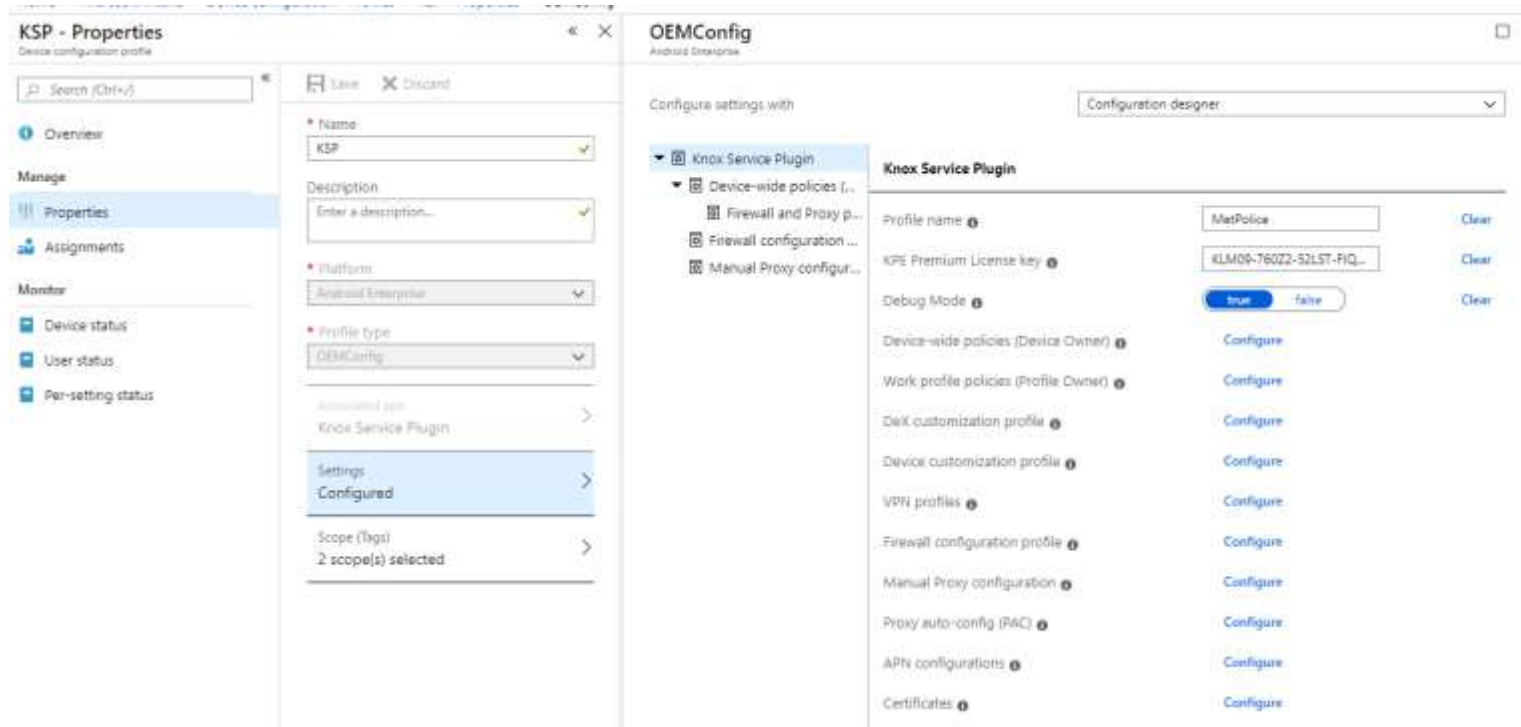 KSP - Properties
Device configuration profile
Search (Ctrl+/)
Overview
Manage
Properties
Assignments
Monitor
Device status
User status
Per-setting status
Save
Discard
* Name
KSP
Description
Enter a description...
* Platform
Android Enterprise
* Profile type
OEMConfig
Associated app
Knox Service Plugin
Settings
Configured
Scope (Tags)
2 scope(s) selected
OEMConfig
Android Enterprise
Configure settings with
Configuration designer
Knox Service Plugin
Device-wide policies (...
Firewall and Proxy p...
Firewall configuration ...
Manual Proxy configur...
Knox Service Plugin
Profile name
MetPolice
Clear
KPE Premium License key
KLM09-760Z2-52LST-FIQ...
Clear
Debug Mode
true
false
Clear
Device-wide policies (Device Owner)
Configure
Work profile policies (Profile Owner)
Configure
DeX customization profile
Configure
Device customization profile
Configure
VPN profiles
Configure
Firewall configuration profile
Configure
Manual Proxy configuration
Configure
Proxy auto-config (PAC)
Configure
APN configurations
Configure
Certificates
Configure